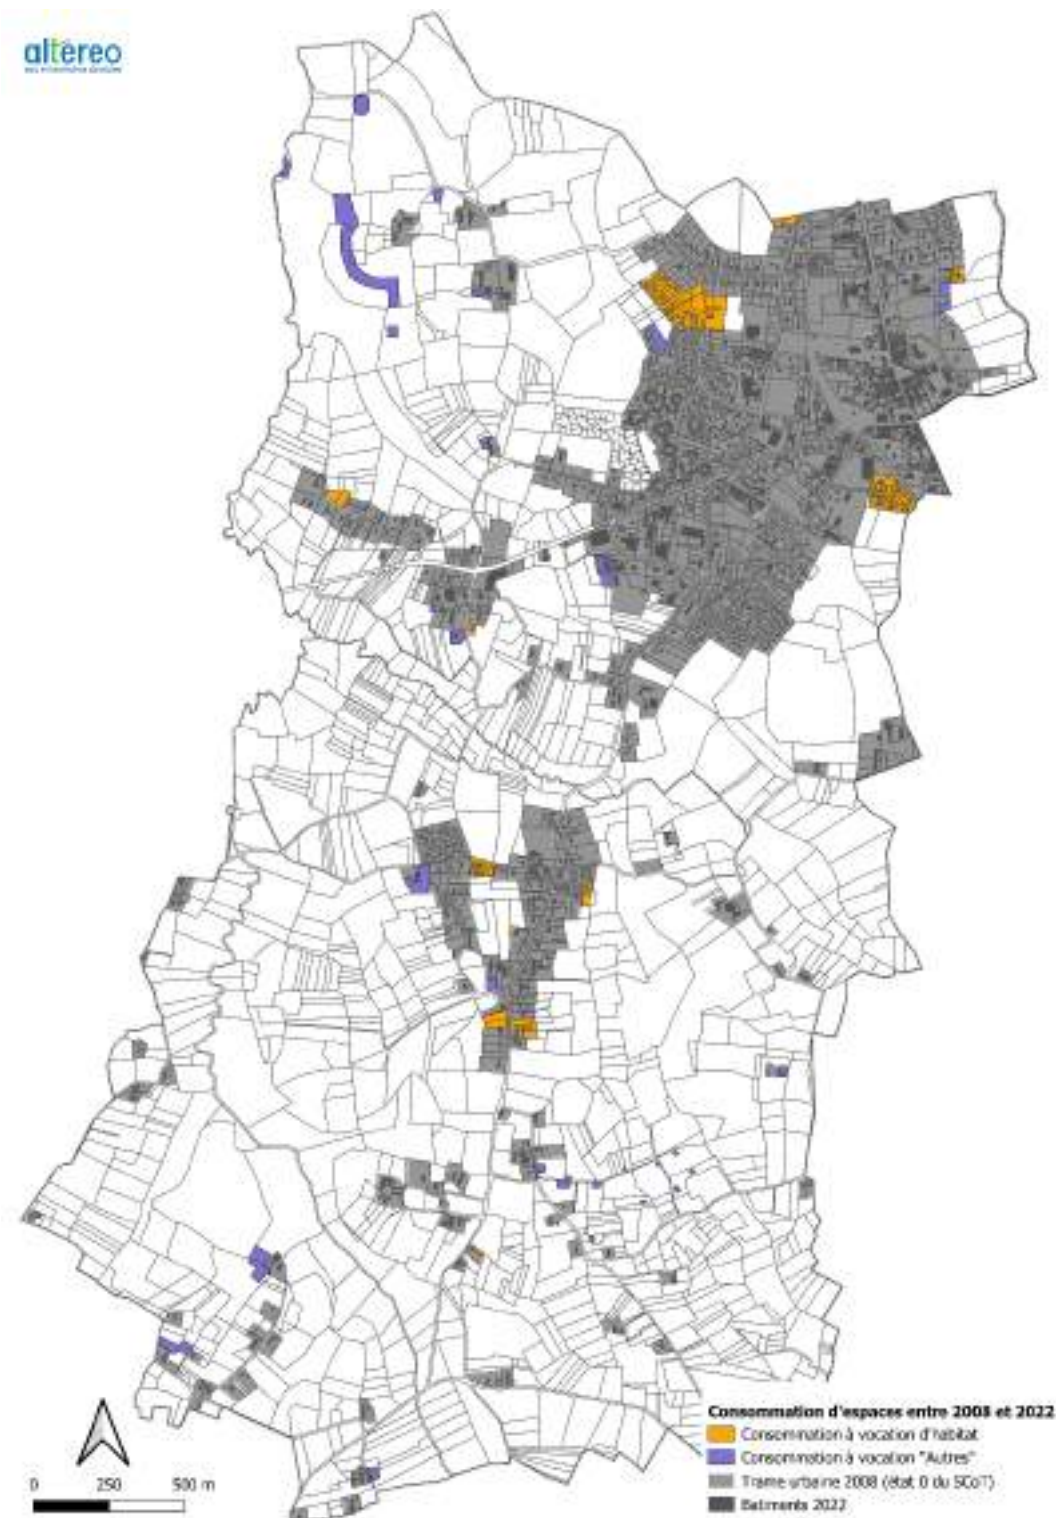 altereo
0 250 500 m
Consommation d'espaces entre 2008 et 2022
Consommation à vocation d'habitat
Consommation à vocation "Autres"
Trame urbaine 2008 (état 0 du SCoT)
Batiments 2022